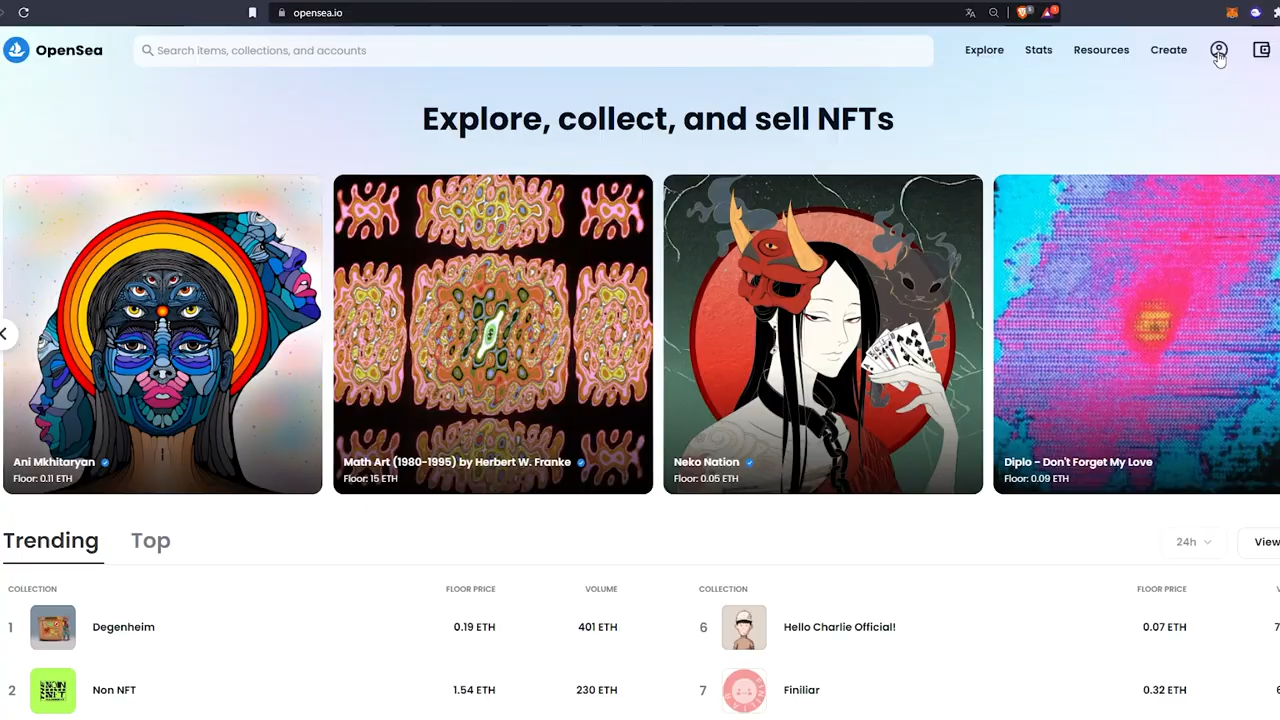 opensea.io
OpenSea
Search items, collections, and accounts
Explore
Stats
Resources
Create
Explore, collect, and sell NFTs
Ani Mkhitaryan
Floor: 0.11 ETH
Math Art (1980-1995) by Herbert W. Franke
Floor: 15 ETH
Neko Nation
Floor: 0.05 ETH
Diplo - Don't Forget My Love
Floor: 0.09 ETH
Trending
Top
24h
View
COLLECTION FLOOR PRICE VOLUME
COLLECTION FLOOR PRICE
1 Degenheim 0.19 ETH 401 ETH
6 Hello Charlie Official! 0.07 ETH
2 Non NFT 1.54 ETH 230 ETH
7 Finiliar 0.32 ETH